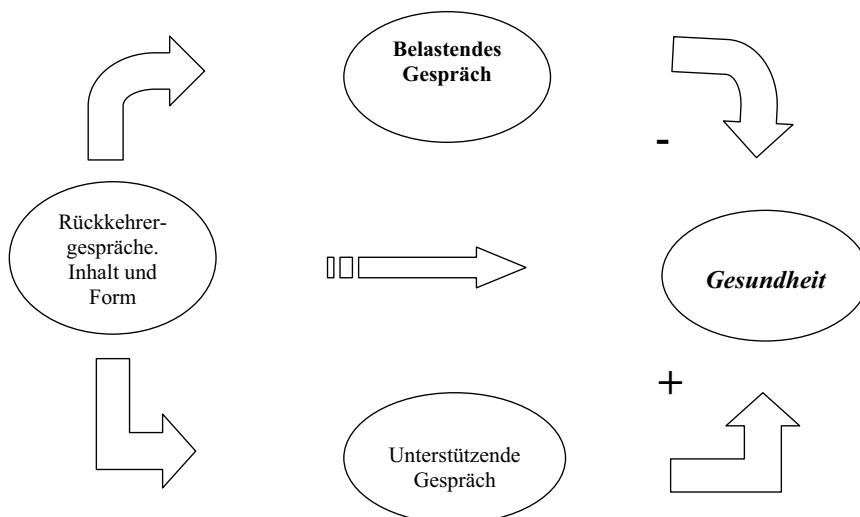 Belastendes
Gespräch
-
Rückkehrer-
gespräche.
Inhalt und
Form
Gesundheit
+
Unterstützende
Gespräch